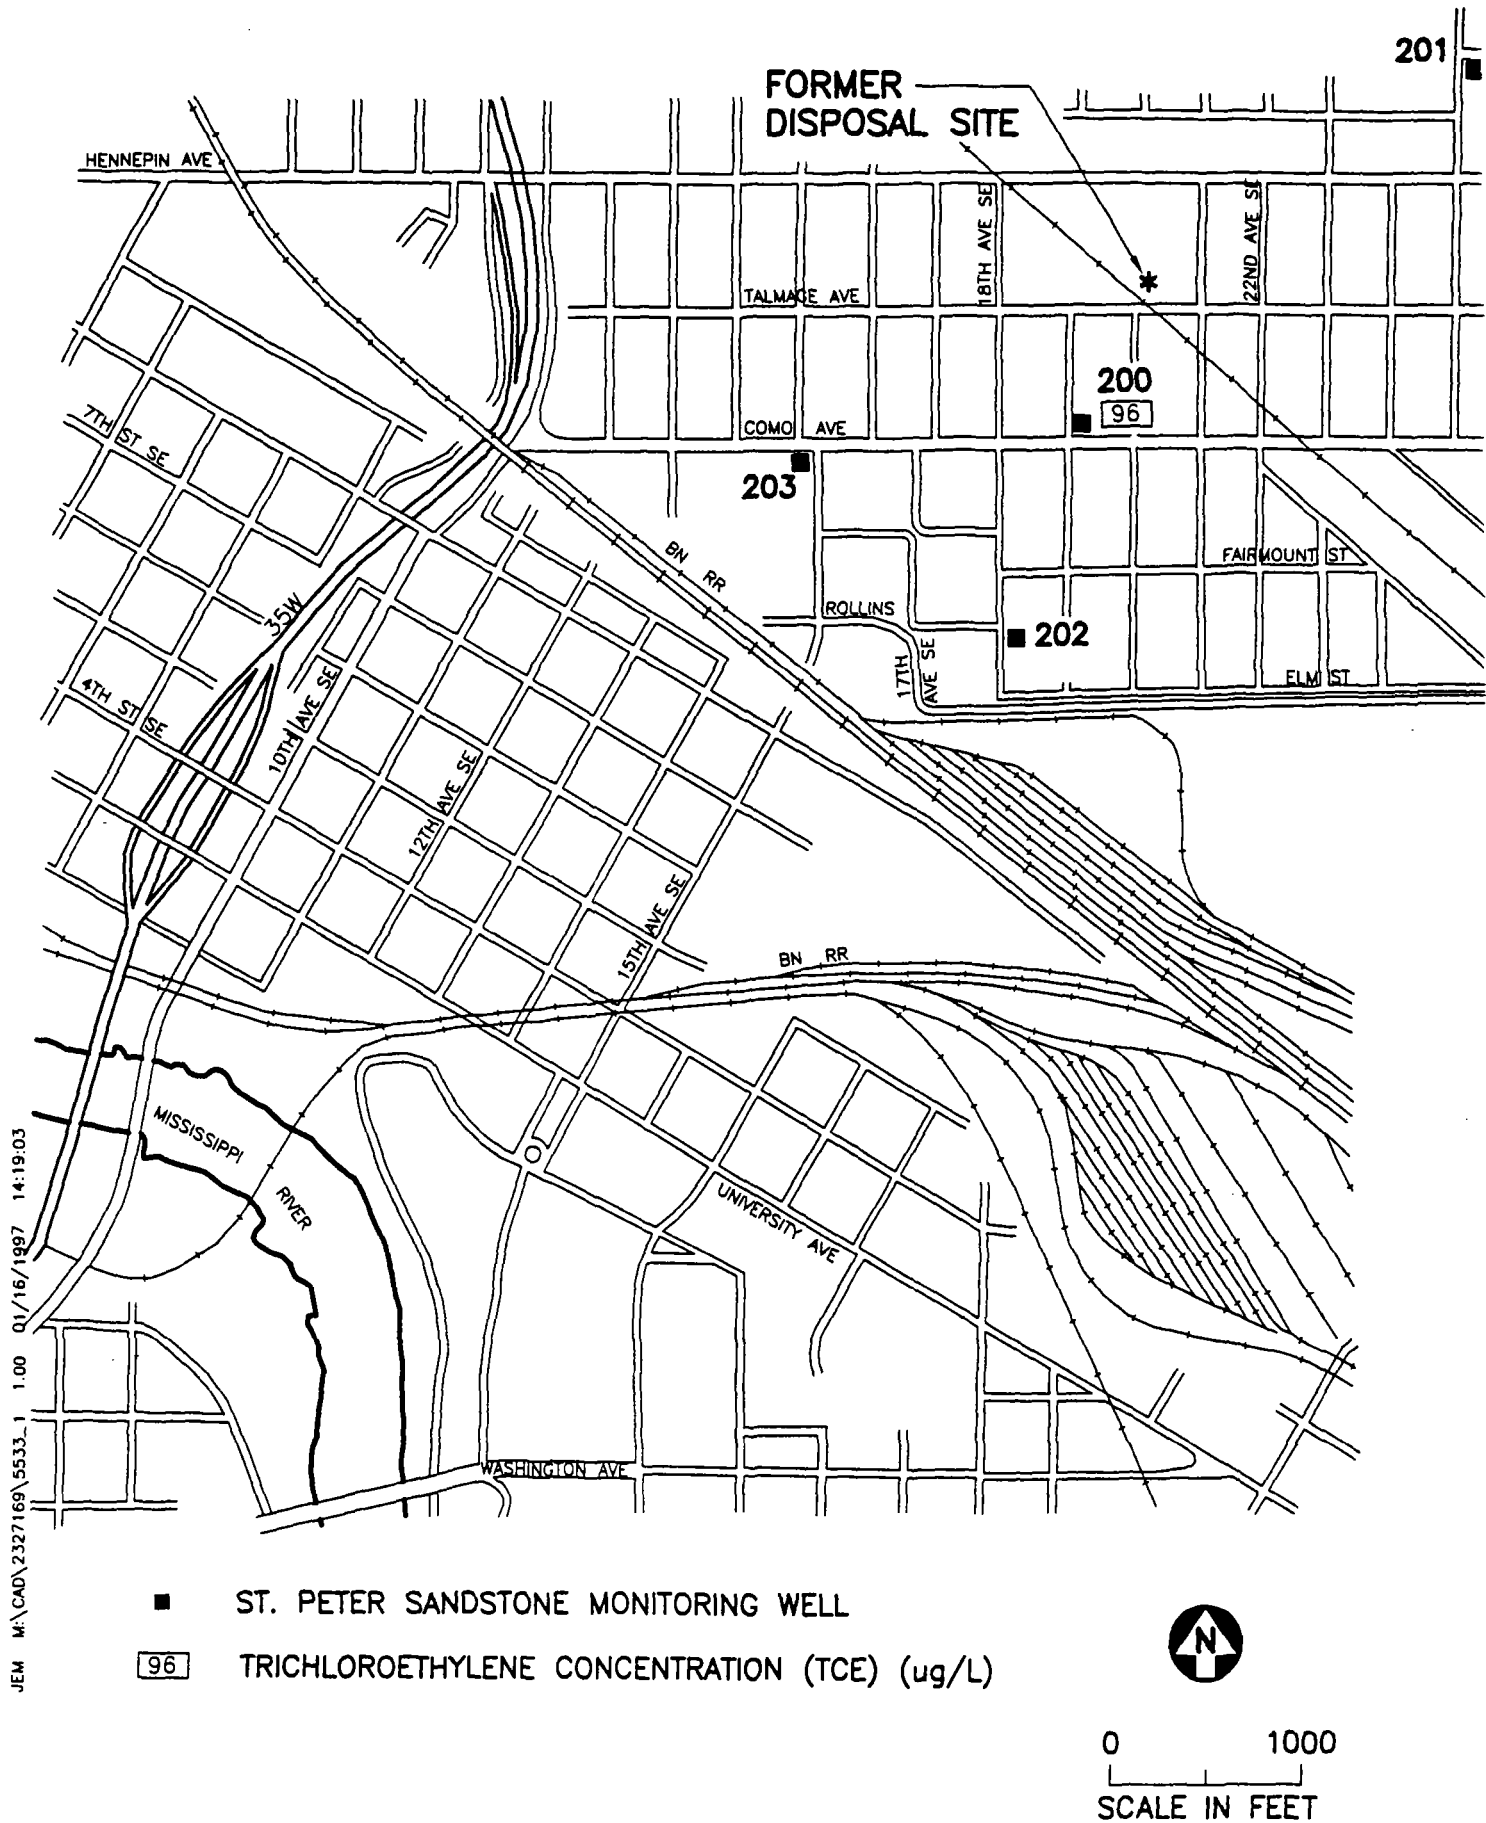 201
FORMER
DISPOSAL SITE
HENNEPIN AVE
18TH AVE SE
22ND AVE SE
TALMAGE AVE
200
96
7TH ST SE
COMO AVE
203
BN RR
FAIRMOUNT ST
35W
ROLLINS
202
17TH
AVE SE
ELM ST
4TH ST SE
10TH AVE SE
12TH AVE SE
15TH AVE SE
BN RR
MISSISSIPPI
RIVER
UNIVERSITY AVE
WASHINGTON AVE
JEM M:\CAD\2327169\5533_1 1.00 01/16/1997 14:19:03
ST. PETER SANDSTONE MONITORING WELL
96 TRICHLOROETHYLENE CONCENTRATION (TCE) (ug/L)
N
0 1000
SCALE IN FEET